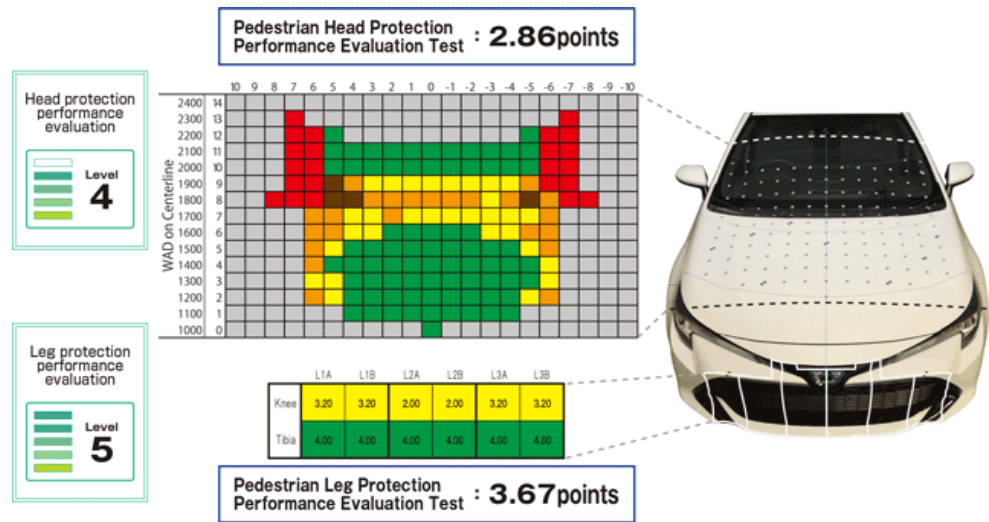 Pedestrian Head Protection
Performance Evaluation Test : 2.86points
Head protection
performance
evaluation
Level
4
10 9 8 7 6 5 4 3 2 1 0 -1 -2 -3 -4 -5 -6 -7 -8 -9 -10
WAD on Centerline
2400 14
2300 13
2200 12
2100 11
2000 10
1900 9
1800 8
1700 7
1600 6
1500 5
1400 4
1300 3
1200 2
1100 1
1000 0
Leg protection
performance
evaluation
Level
5
L1A L1B L2A L2B L3A L3B
Knee 3.20 3.20 2.00 2.00 3.20 3.20
Tibia 4.00 4.00 4.00 4.00 4.00 4.00
Pedestrian Leg Protection
Performance Evaluation Test : 3.67points